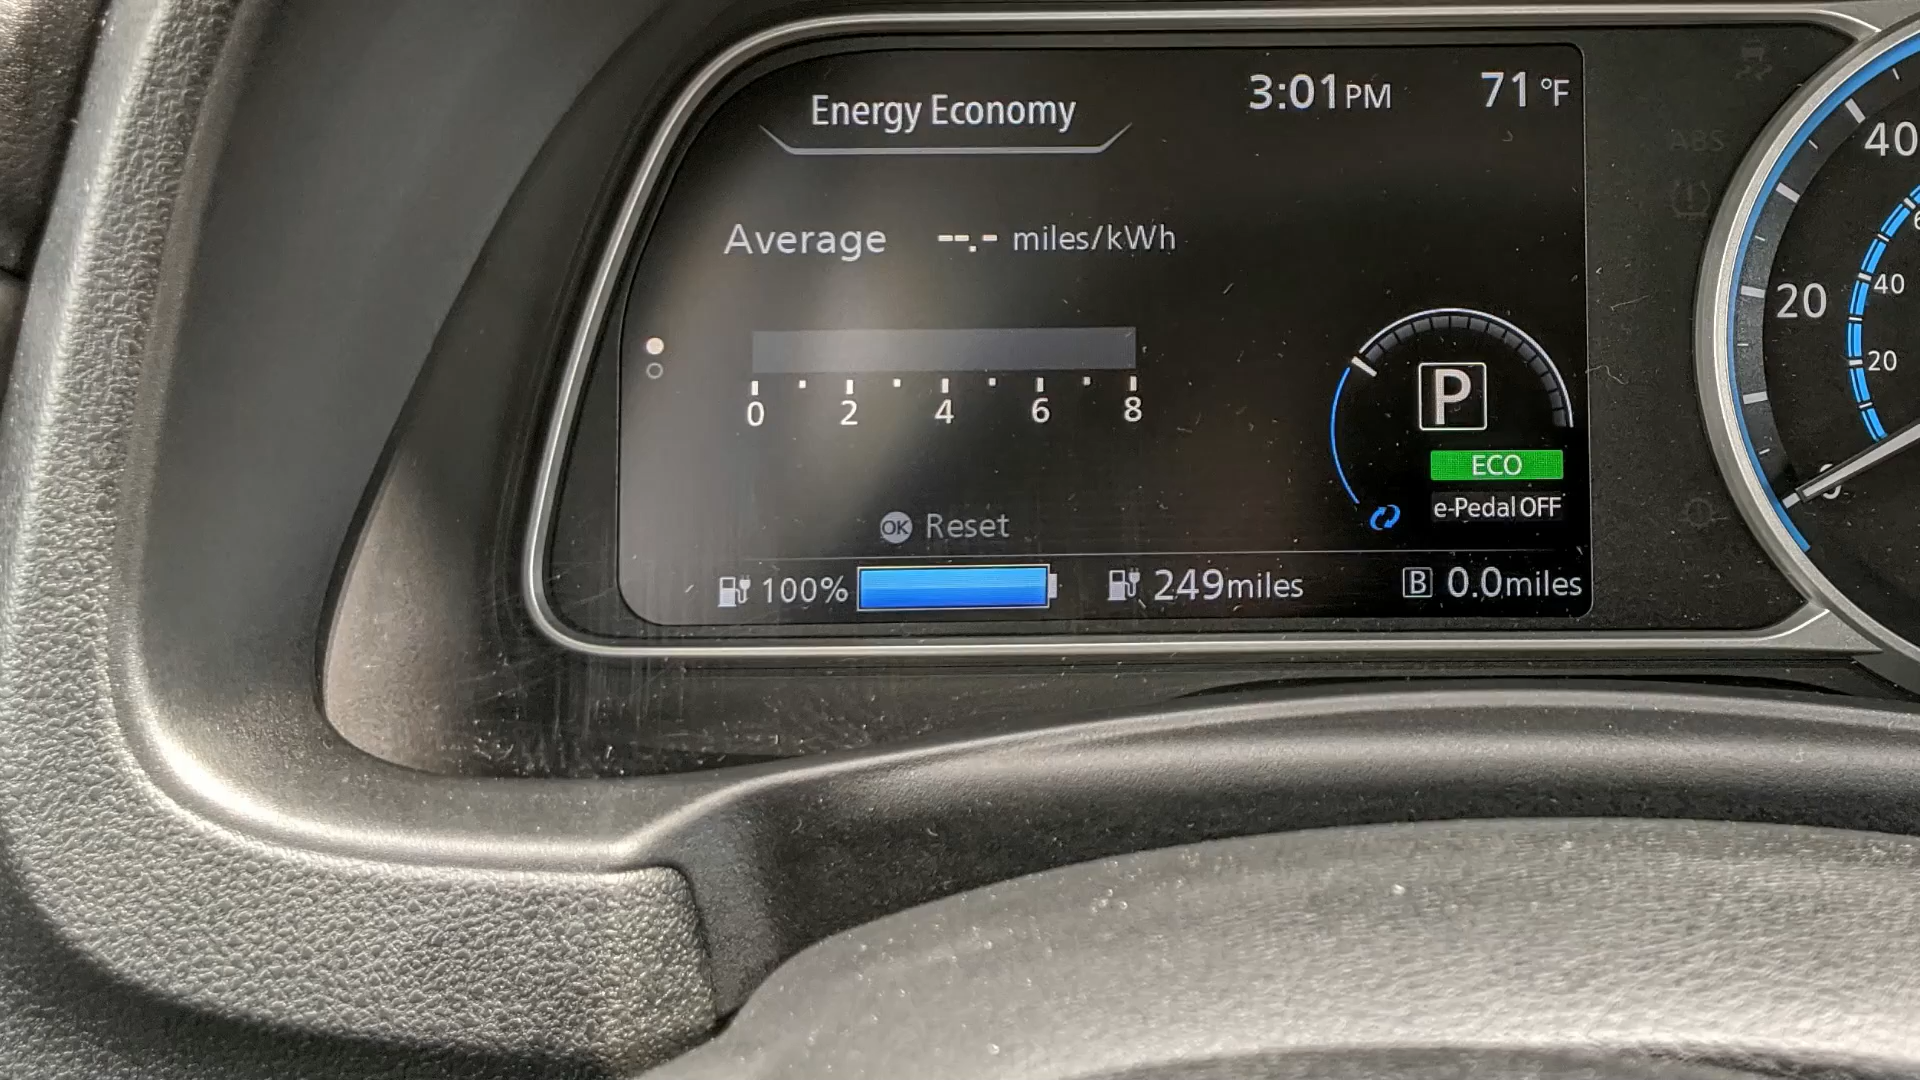 Energy Economy
3:01PM
71°F
Average --.- miles/kWh
0 2 4 6 8
P
ECO
e-Pedal OFF
OK Reset
100%
249miles
B 0.0miles
ABS
40
20
0
40
20